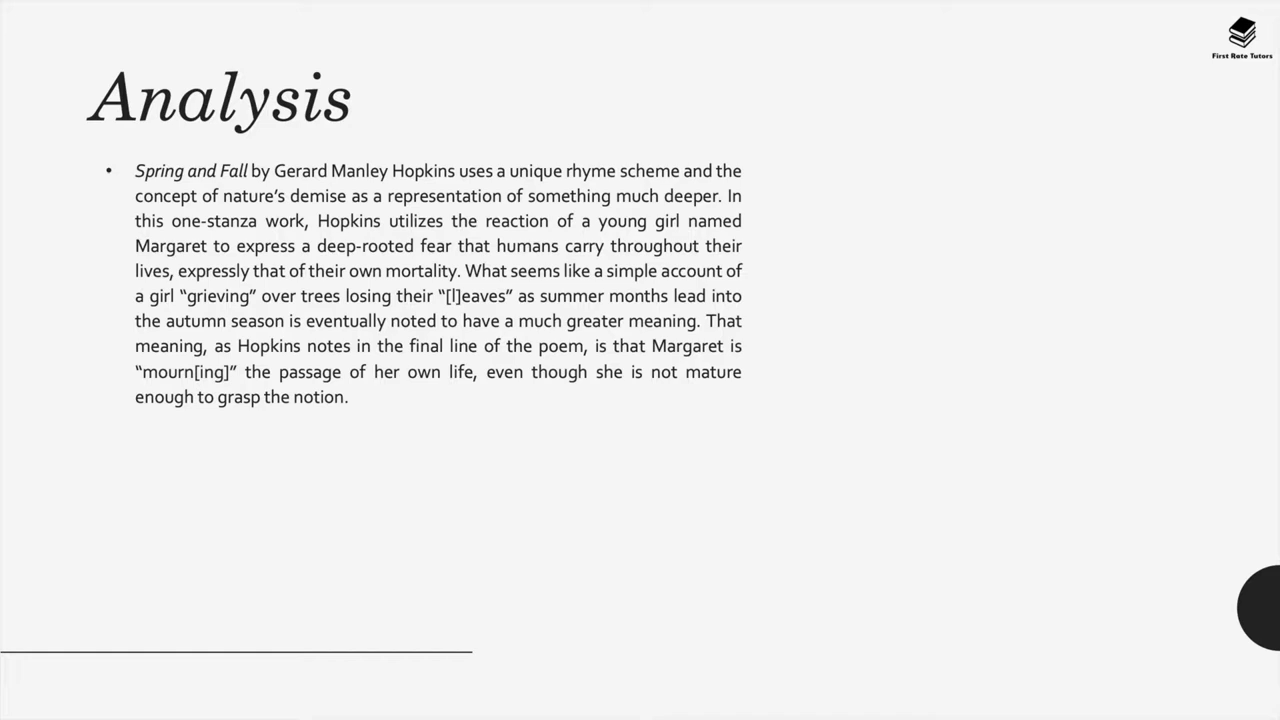 First Rate Tutors
Analysis
• Spring and Fall by Gerard Manley Hopkins uses a unique rhyme scheme and the
concept of nature’s demise as a representation of something much deeper. In
this one-stanza work, Hopkins utilizes the reaction of a young girl named
Margaret to express a deep-rooted fear that humans carry throughout their
lives, expressly that of their own mortality. What seems like a simple account of
a girl “grieving” over trees losing their “[l]eaves” as summer months lead into
the autumn season is eventually noted to have a much greater meaning. That
meaning, as Hopkins notes in the final line of the poem, is that Margaret is
“mourn[ing]” the passage of her own life, even though she is not mature
enough to grasp the notion.